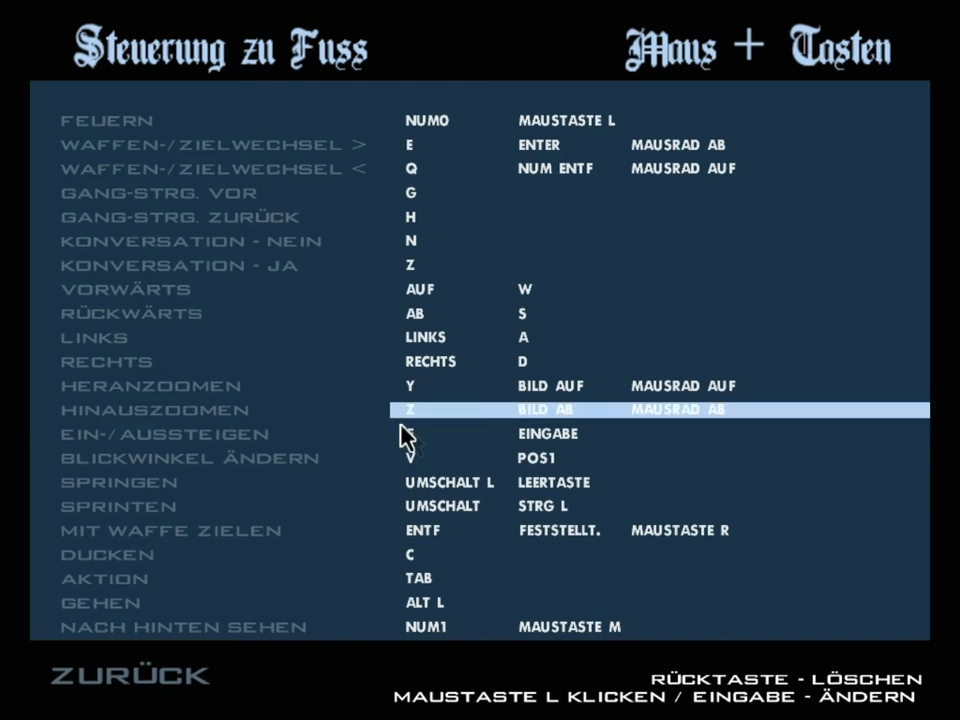 Steuerung zu Fuss Maus + Tasten
FEUERN NUM0 MAUSTASTE L
WAFFEN-/ZIELWECHSEL > E ENTER MAUSRAD AB
WAFFEN-/ZIELWECHSEL < Q NUM ENTF MAUSRAD AUF
GANG-STRG. VOR G
GANG-STRG. ZURÜCK H
KONVERSATION - NEIN N
KONVERSATION - JA Z
VORWÄRTS AUF W
RÜCKWÄRTS AB S
LINKS LINKS A
RECHTS RECHTS D
HERANZOOMEN Y BILD AUF MAUSRAD AUF
HINAUSZOOMEN Z BILD AB MAUSRAD AB
EIN-/AUSSTEIGEN EINGABE
BLICKWINKEL ÄNDERN V POS1
SPRINGEN UMSCHALT L LEERTASTE
SPRINTEN UMSCHALT STRG L
MIT WAFFE ZIELEN ENTF FESTSTELLT. MAUSTASTE R
DUCKEN C
AKTION TAB
GEHEN ALT L
NACH HINTEN SEHEN NUM1 MAUSTASTE M
ZURÜCK
RÜCKTASTE - LÖSCHEN
MAUSTASTE L KLICKEN / EINGABE - ÄNDERN